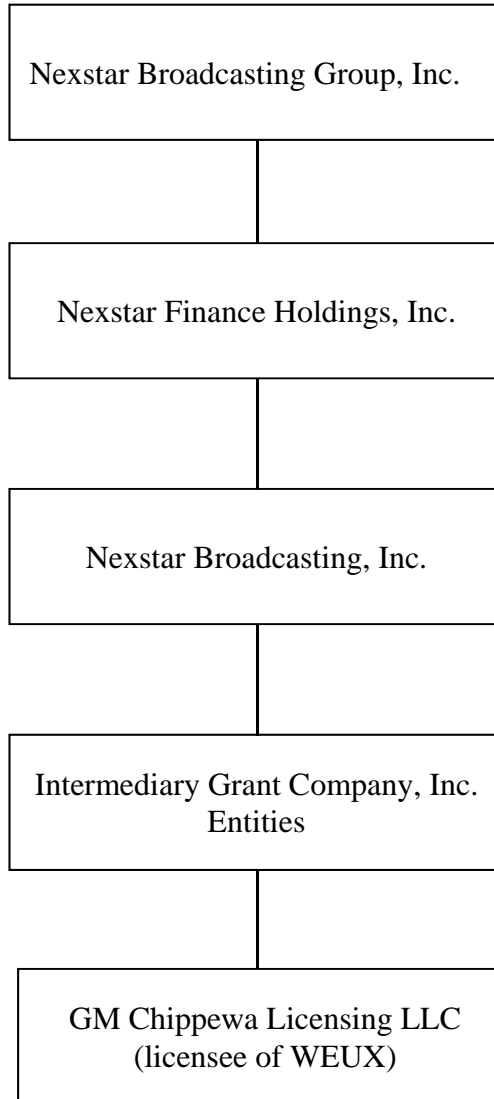 Nexstar Broadcasting Group, Inc.
Nexstar Finance Holdings, Inc.
Nexstar Broadcasting, Inc.
Intermediary Grant Company, Inc.
Entities
GM Chippewa Licensing LLC
(licensee of WEUX)